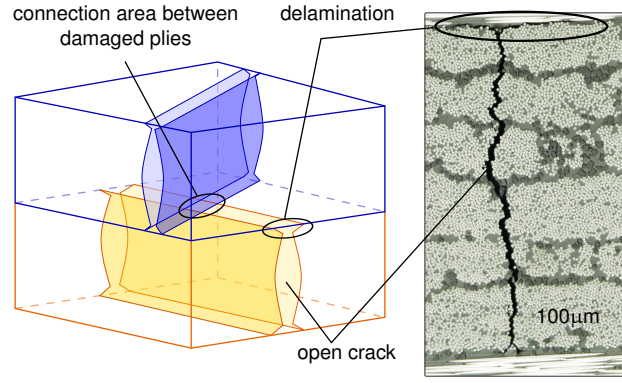 connection area between
damaged plies
delamination
100μm
open crack